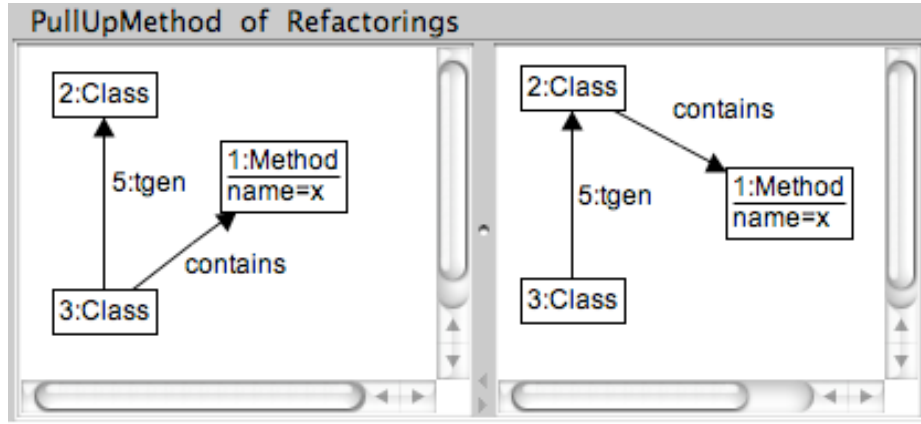 PullUpMethod of Refactorings
2:Class
1:Method
name=x
5:tgen
contains
3:Class
2:Class
contains
1:Method
name=x
5:tgen
3:Class